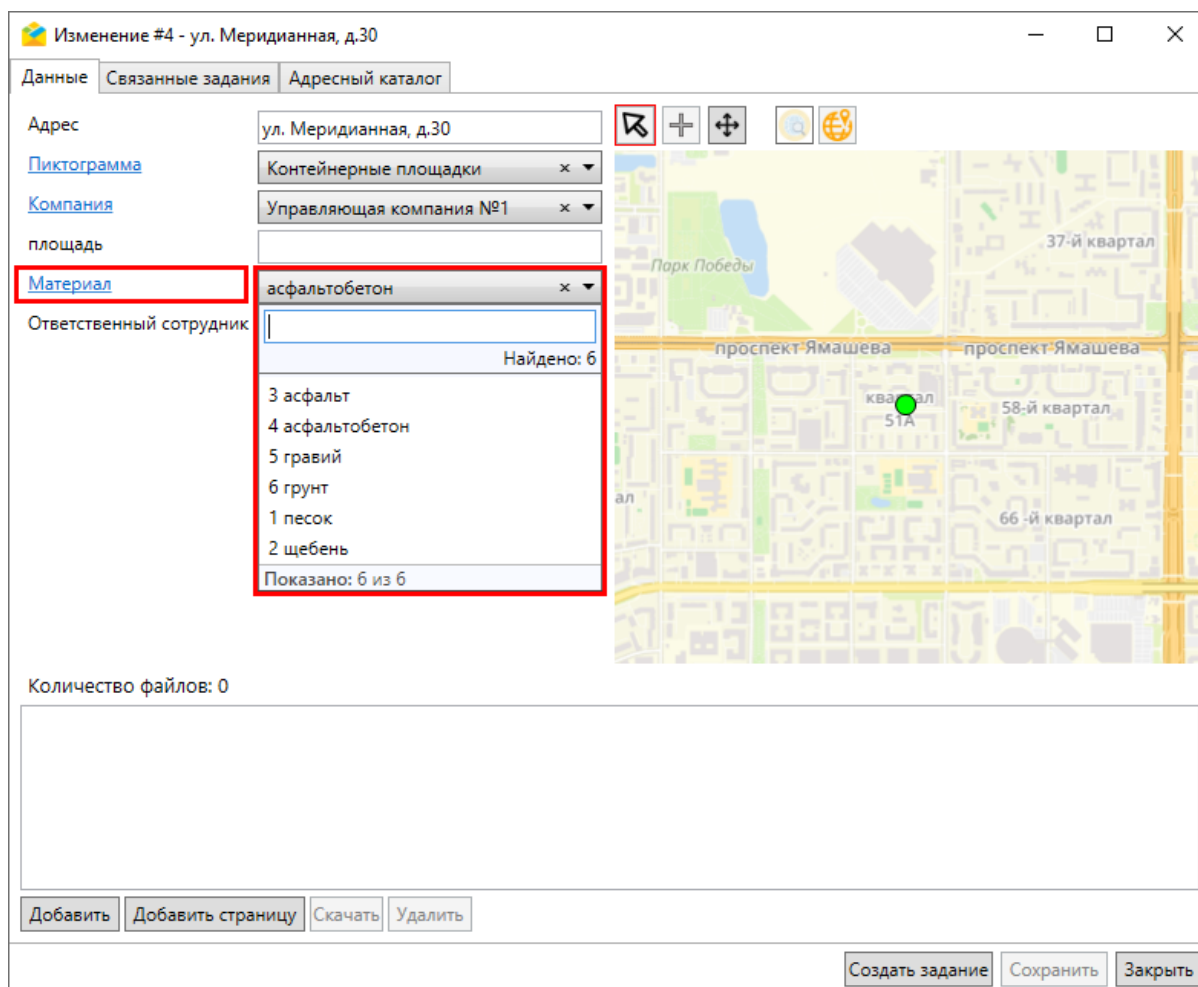 Изменение #4 - ул. Меридианная, д.30
Данные Связанные задания Адресный каталог
Адрес ул. Меридианная, д.30
Пиктограмма Контейнерные площадки
Компания Управляющая компания №1
площадь
Материал асфальтобетон
Ответственный сотрудник
Найдено: 6
3 асфальт
4 асфальтобетон
5 гравий
6 грунт
1 песок
2 щебень
Показано: 6 из 6
37-й квартал
Парк Победы
проспект Ямашева проспект Ямашева
квартал
51А
58-й квартал
ал
66 -й квартал
Количество файлов: 0
Добавить Добавить страницу Скачать Удалить
Создать задание Сохранить Закрыть